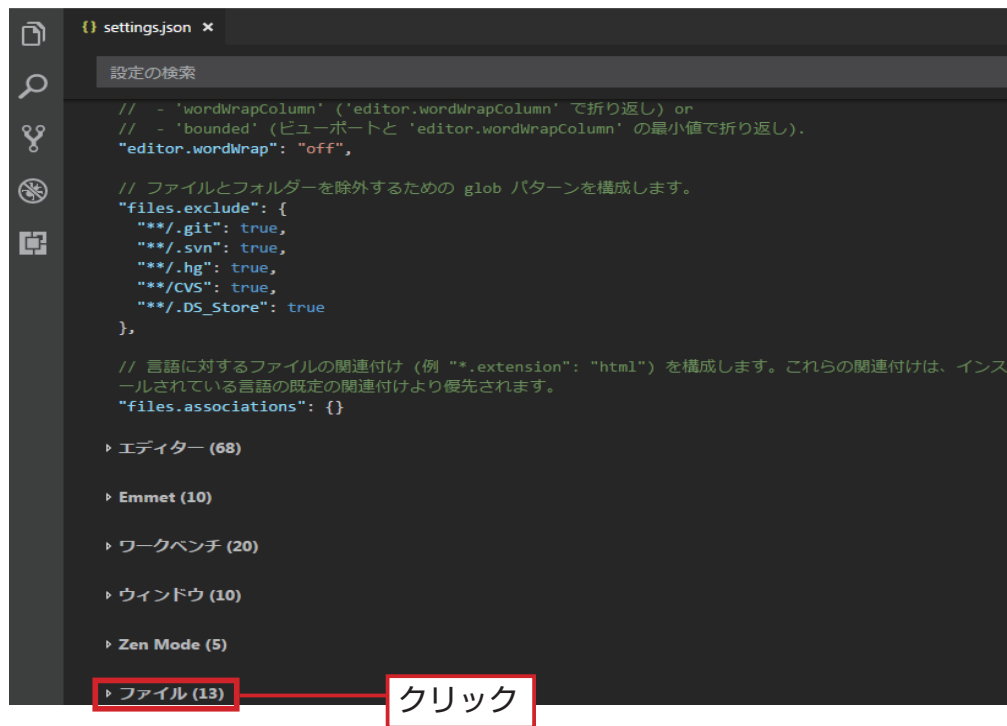 {} settings.json ×
設定の検索
//  - 'wordWrapColumn' ('editor.wordWrapColumn' で折り返し) or
//  - 'bounded' (ビューポートと 'editor.wordWrapColumn' の最小値で折り返し).
"editor.wordWrap": "off",
// ファイルとフォルダーを除外するための glob パターンを構成します。
"files.exclude": {
"**/.git": true,
"**/.svn": true,
"**/.hg": true,
"**/CVS": true,
"**/.DS_Store": true
},
// 言語に対するファイルの関連付け (例 "*.extension": "html") を構成します。これらの関連付けは、インス
ールされている言語の既定の関連付けより優先されます。
"files.associations": {}
エディター (68)
Emmet (10)
ワークベンチ (20)
ウィンドウ (10)
Zen Mode (5)
ファイル (13)
クリック